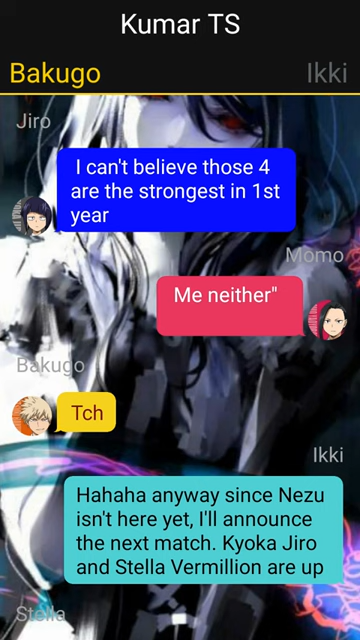 Kumar TS
Bakugo
Ikki
Jiro
I can't believe those 4
are the strongest in 1st
year
Momo
Me neither"
Bakugo
Tch
Ikki
Hahaha anyway since Nezu
isn't here yet, I'll announce
the next match. Kyoka Jiro
and Stella Vermillion are up
Stella